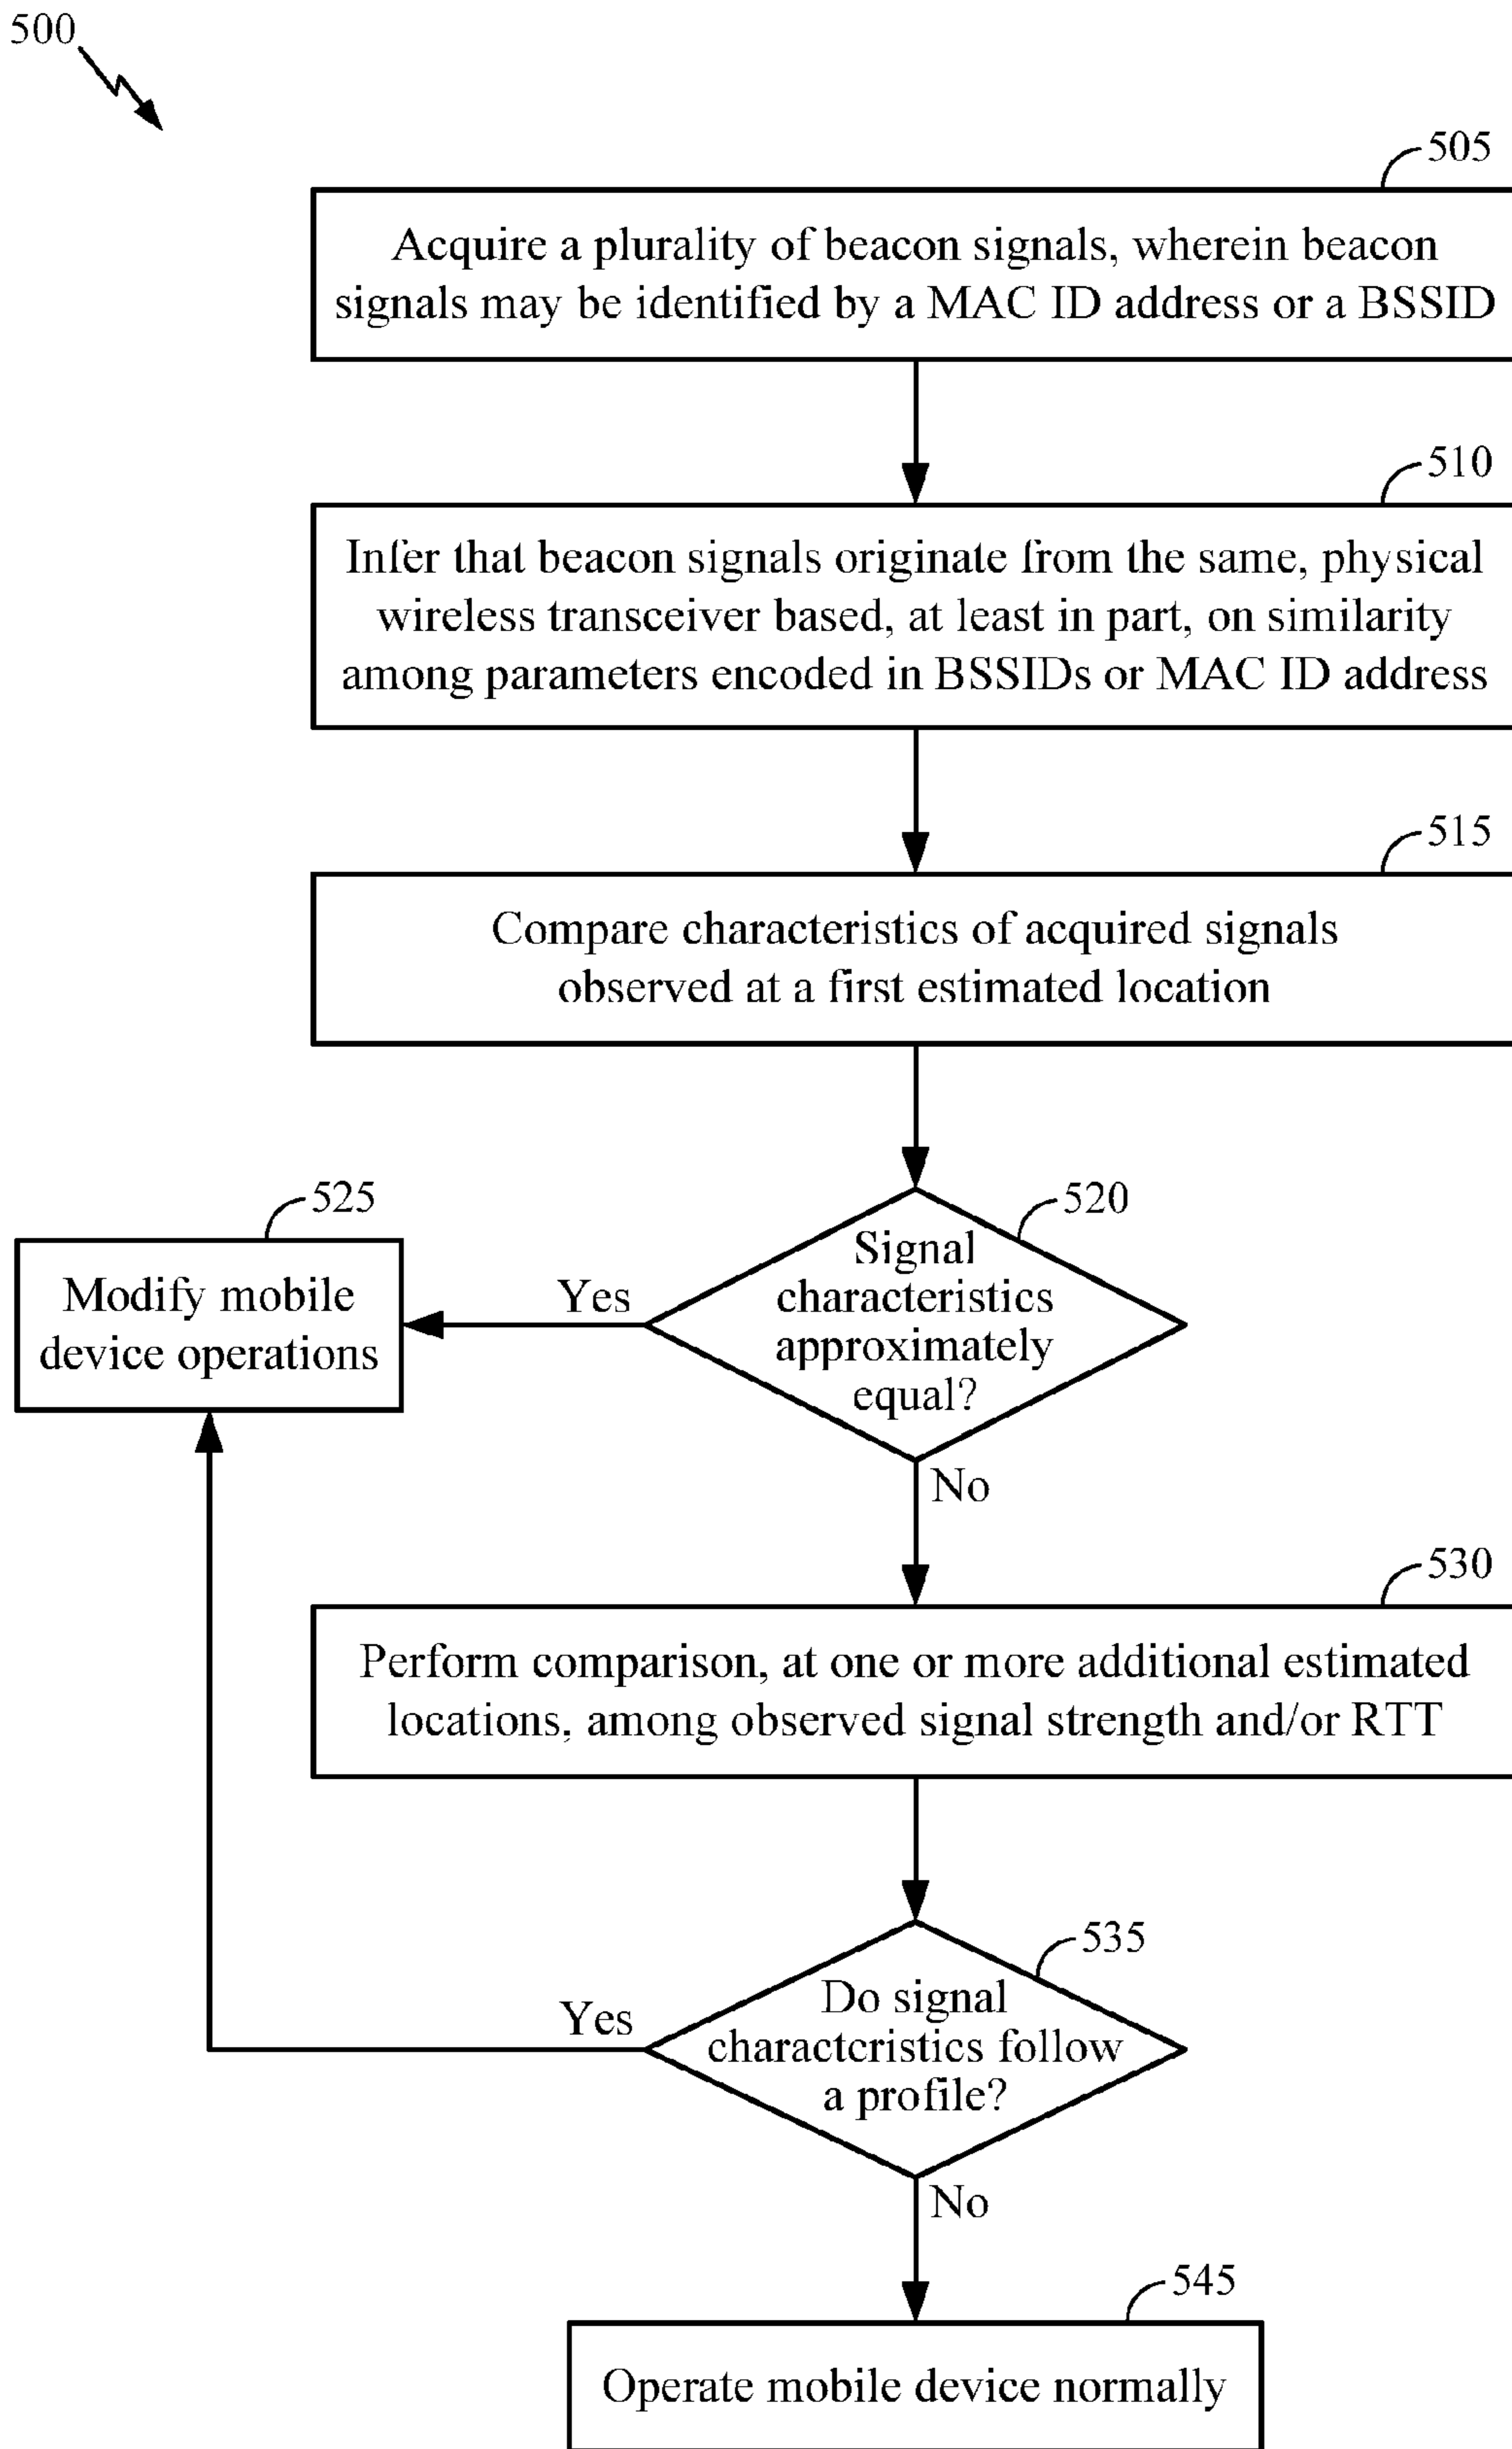 500
505
Acquire a plurality of beacon signals, wherein beacon
signals may be identified by a MAC ID address or a BSSID
510
Infer that beacon signals originate from the same, physical
wireless transceiver based, at least in part, on similarity
among parameters encoded in BSSIDs or MAC ID address
515
Compare characteristics of acquired signals
observed at a first estimated location
520
Signal
characteristics
approximately
equal?
525
Modify mobile
device operations
Yes
No
530
Perform comparison, at one or more additional estimated
locations, among observed signal strength and/or RTT
535
Do signal
characteristics follow
a profile?
Yes
No
545
Operate mobile device normally